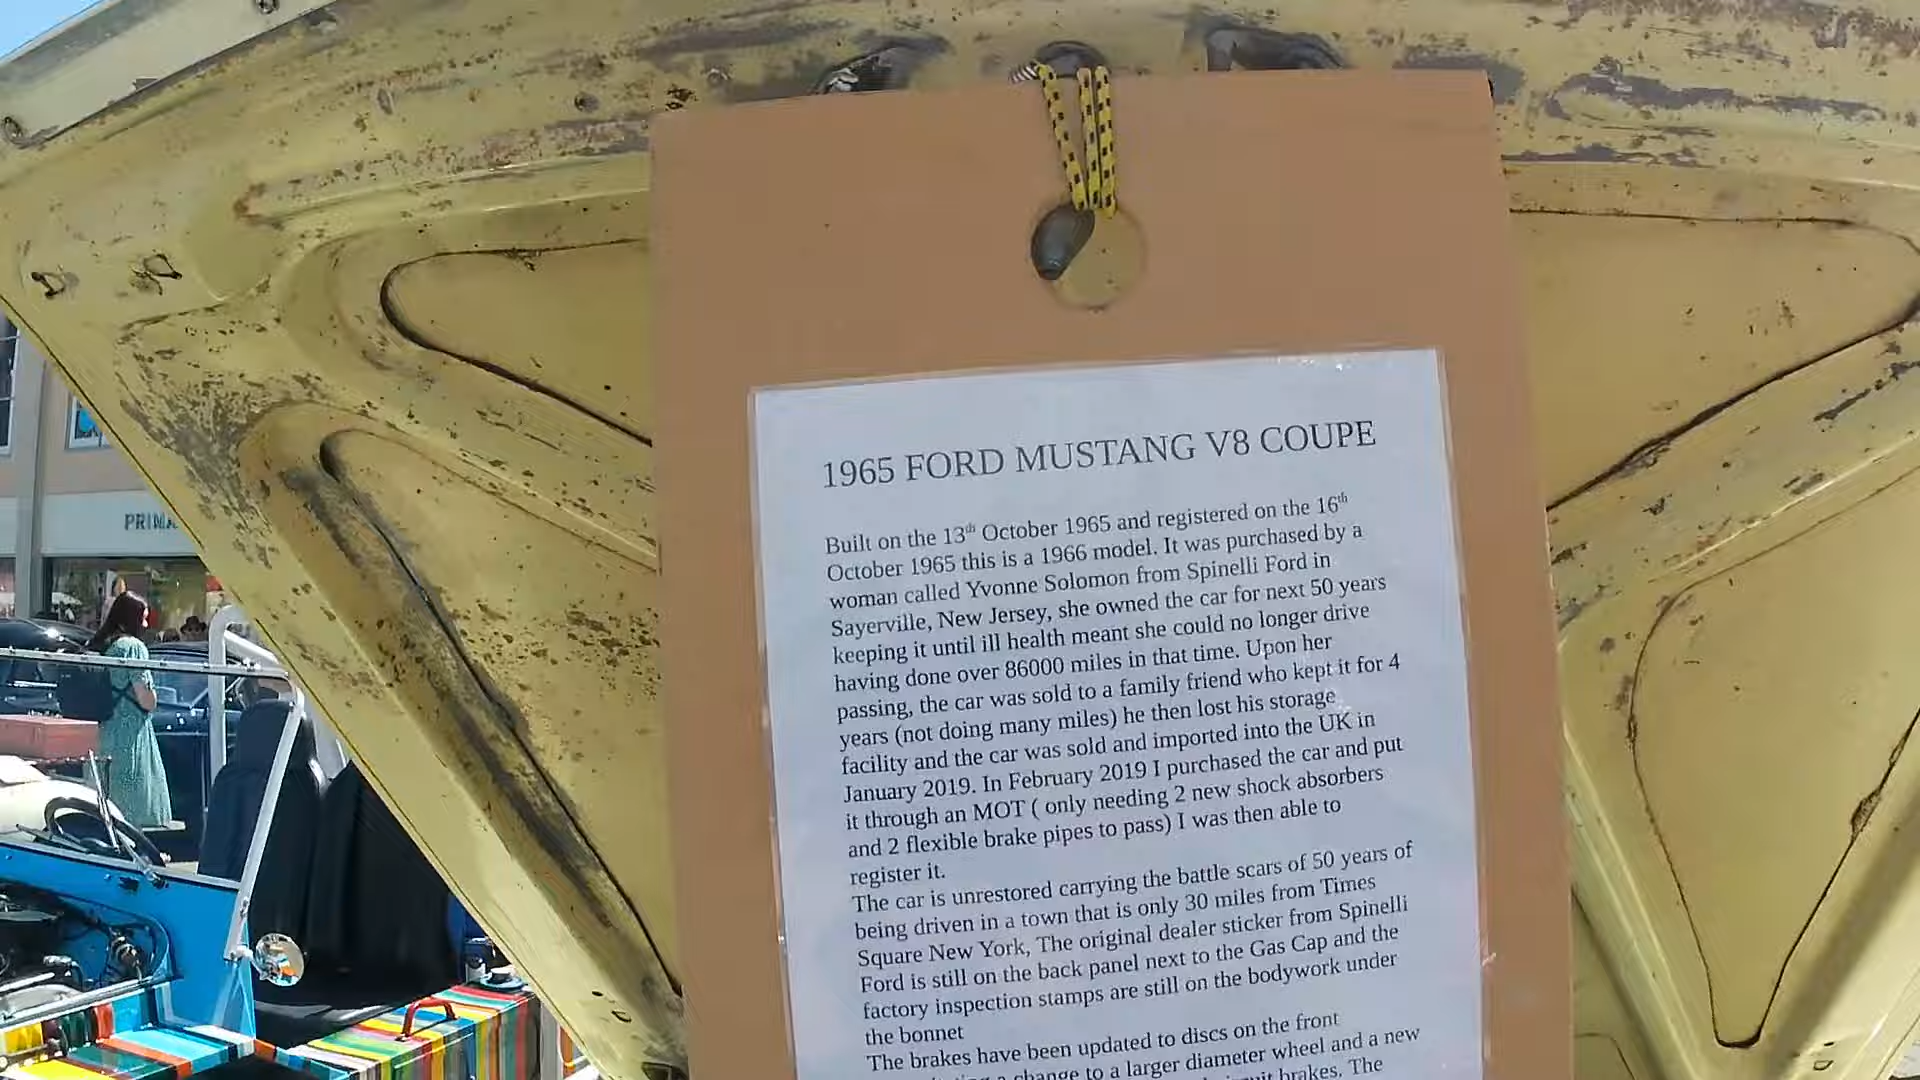 1965 FORD MUSTANG V8 COUPE
Built on the 13th October 1965 and registered on the 16th
October 1965 this is a 1966 model. It was purchased by a
woman called Yvonne Solomon from Spinelli Ford in
Sayerville, New Jersey, she owned the car for next 50 years
keeping it until ill health meant she could no longer drive
having done over 86000 miles in that time. Upon her
passing, the car was sold to a family friend who kept it for 4
years (not doing many miles) he then lost his storage
facility and the car was sold and imported into the UK in
January 2019. In February 2019 I purchased the car and put
it through an MOT ( only needing 2 new shock absorbers
and 2 flexible brake pipes to pass) I was then able to
register it.
The car is unrestored carrying the battle scars of 50 years of
being driven in a town that is only 30 miles from Times
Square New York, The original dealer sticker from Spinelli
Ford is still on the back panel next to the Gas Cap and the
factory inspection stamps are still on the bodywork under
the bonnet
The brakes have been updated to discs on the front
a change to a larger diameter wheel and a new
brakes. The
PRIMA